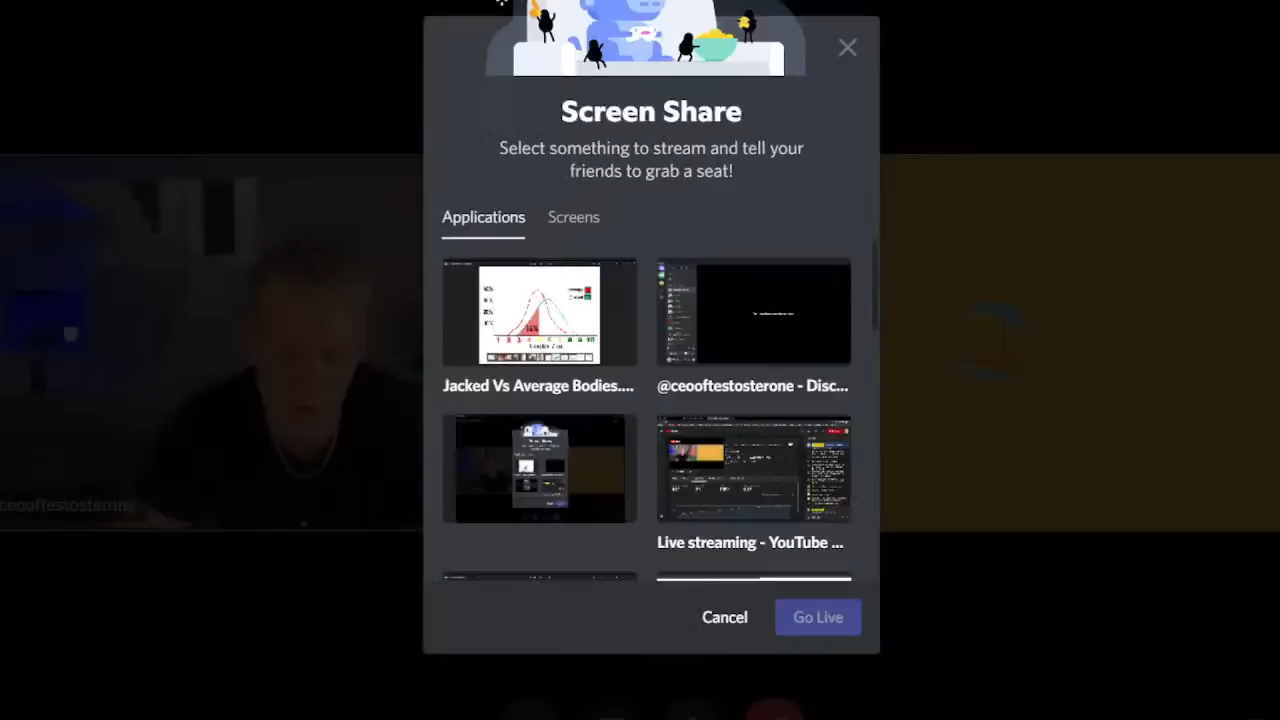 Screen Share
Select something to stream and tell your
friends to grab a seat!
Applications Screens
Jacked Vs Average Bodies.... @ceooftestosterone - Disc...
Live streaming - YouTube ...
ceooftestosterone
Cancel Go Live